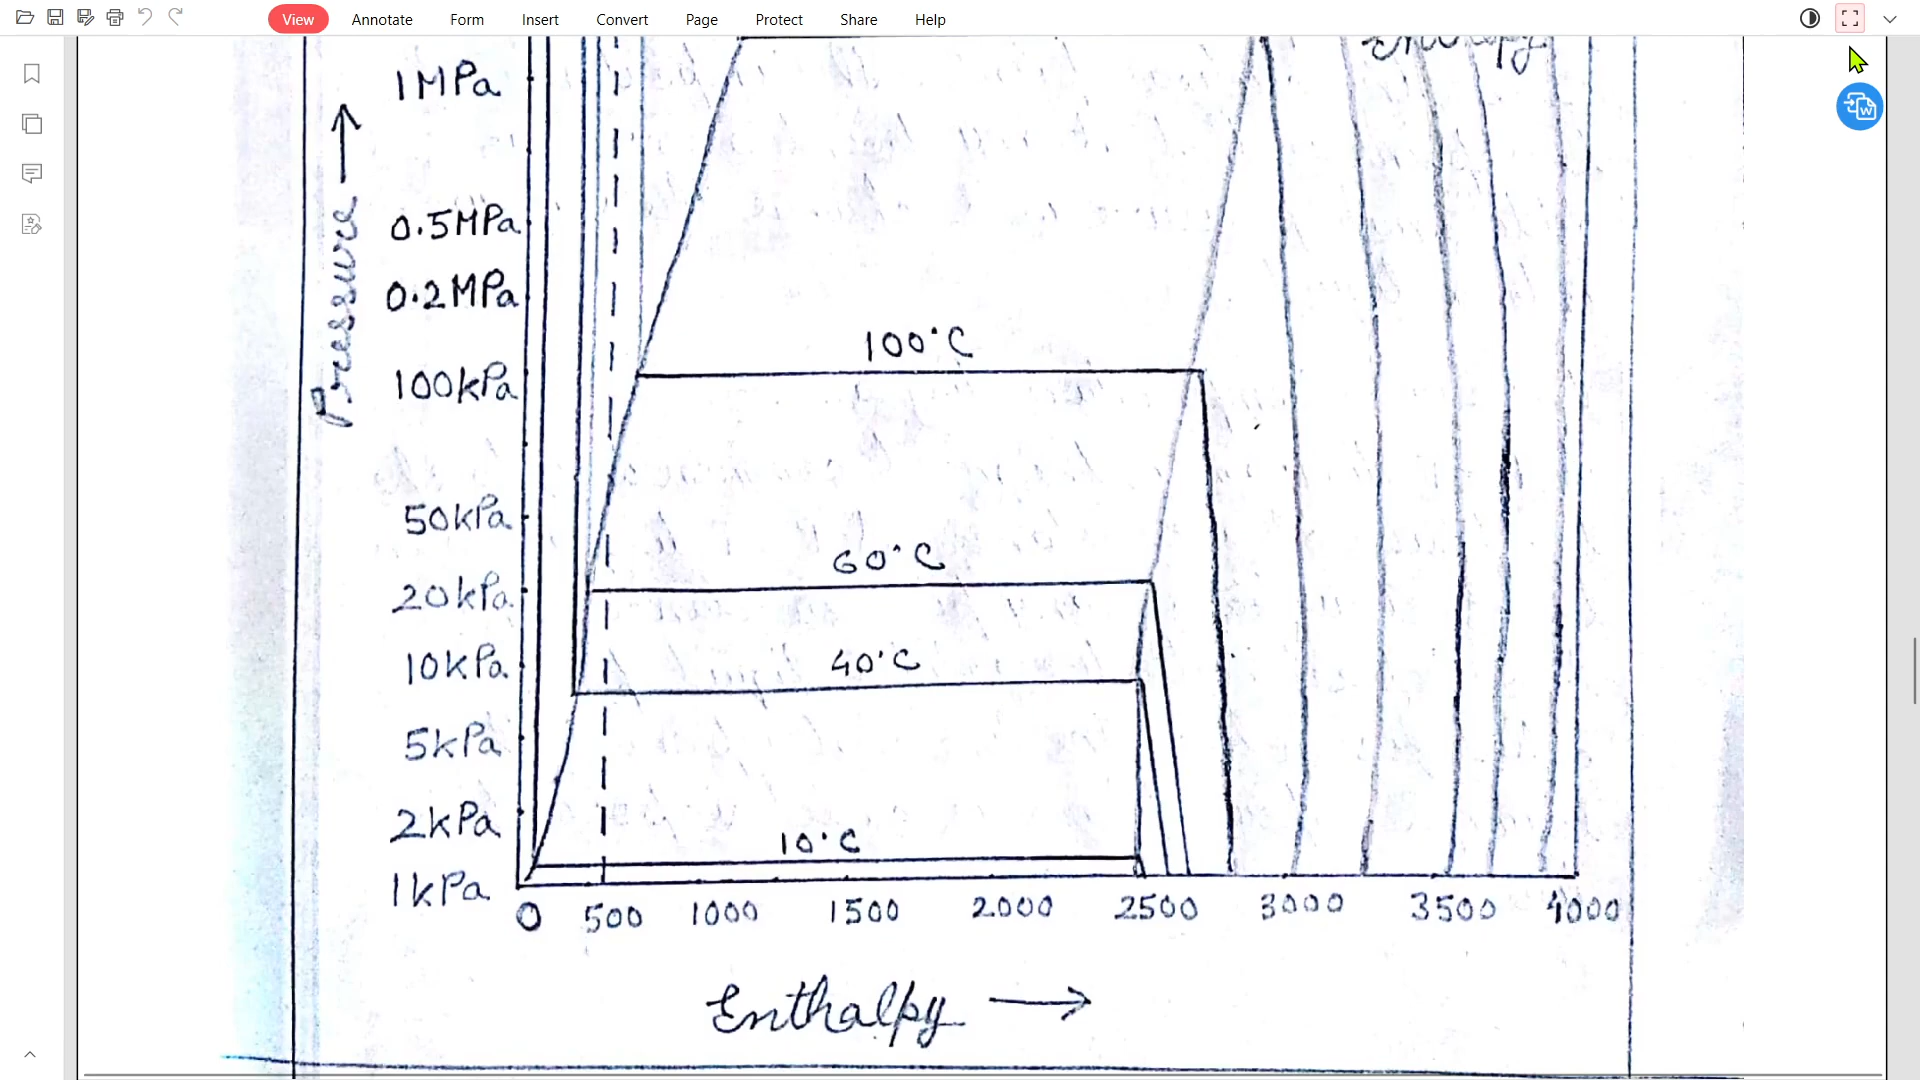 View Annotate Form Insert Convert Page Protect Share Help
Enthalpy
1MPa
0.5MPa
0.2MPa
100kPa
50kPa
20kPa
10kPa
5kPa
2kPa
1kPa
Pressure
100°C
60°C
40°C
10°C
0 500 1000 1500 2000 2500 3000 3500 4000
Enthalpy